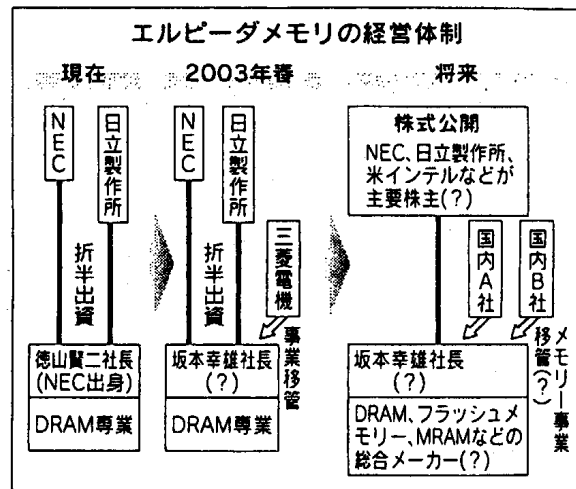 エルピーダメモリの経営体制
現在
2003年春
将来
NEC
日立製作所
折半出資
徳山賢二社長
(NEC出身)
DRAM専業
NEC
日立製作所
折半出資
三菱電機
事業移管
坂本幸雄社長
(?)
DRAM専業
株式公開
NEC、日立製作所、
米インテルなどが
主要株主(?)
国内A社
国内B社
メモリー事業
移管(?)
坂本幸雄社長
(?)
DRAM、フラッシュメ
モリー、MRAMなどの
総合メーカー(?)